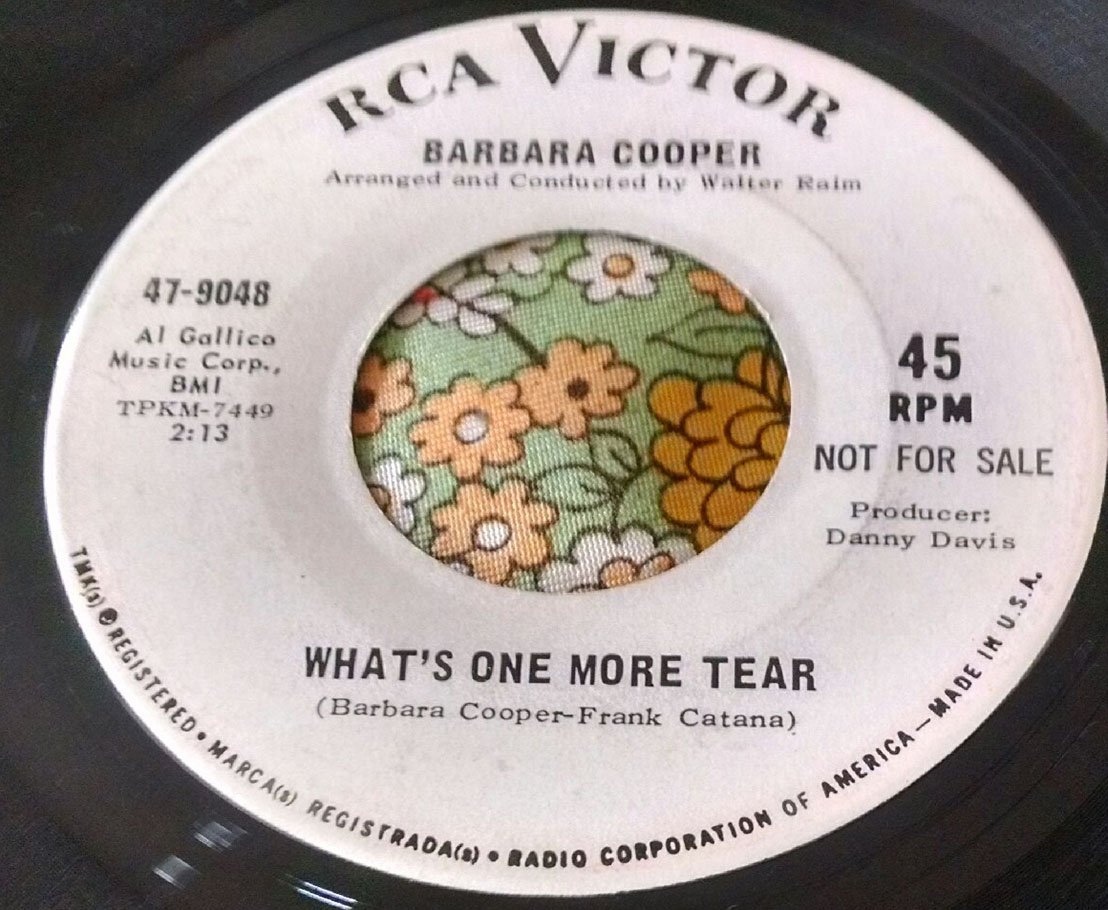 RCA VICTOR
BARBARA COOPER
Arranged and Conducted by Walter Raim
47-9048
Al Gallico
Music Corp.,
BMI
TPKM-7449
2:13
45
RPM
NOT FOR SALE
Producer:
Danny Davis
WHAT'S ONE MORE TEAR
(Barbara Cooper-Frank Catana)
TMK(s) ® REGISTERED • MARCA(s) REGISTRADA(s) • RADIO CORPORATION OF AMERICA — MADE IN U.S.A.